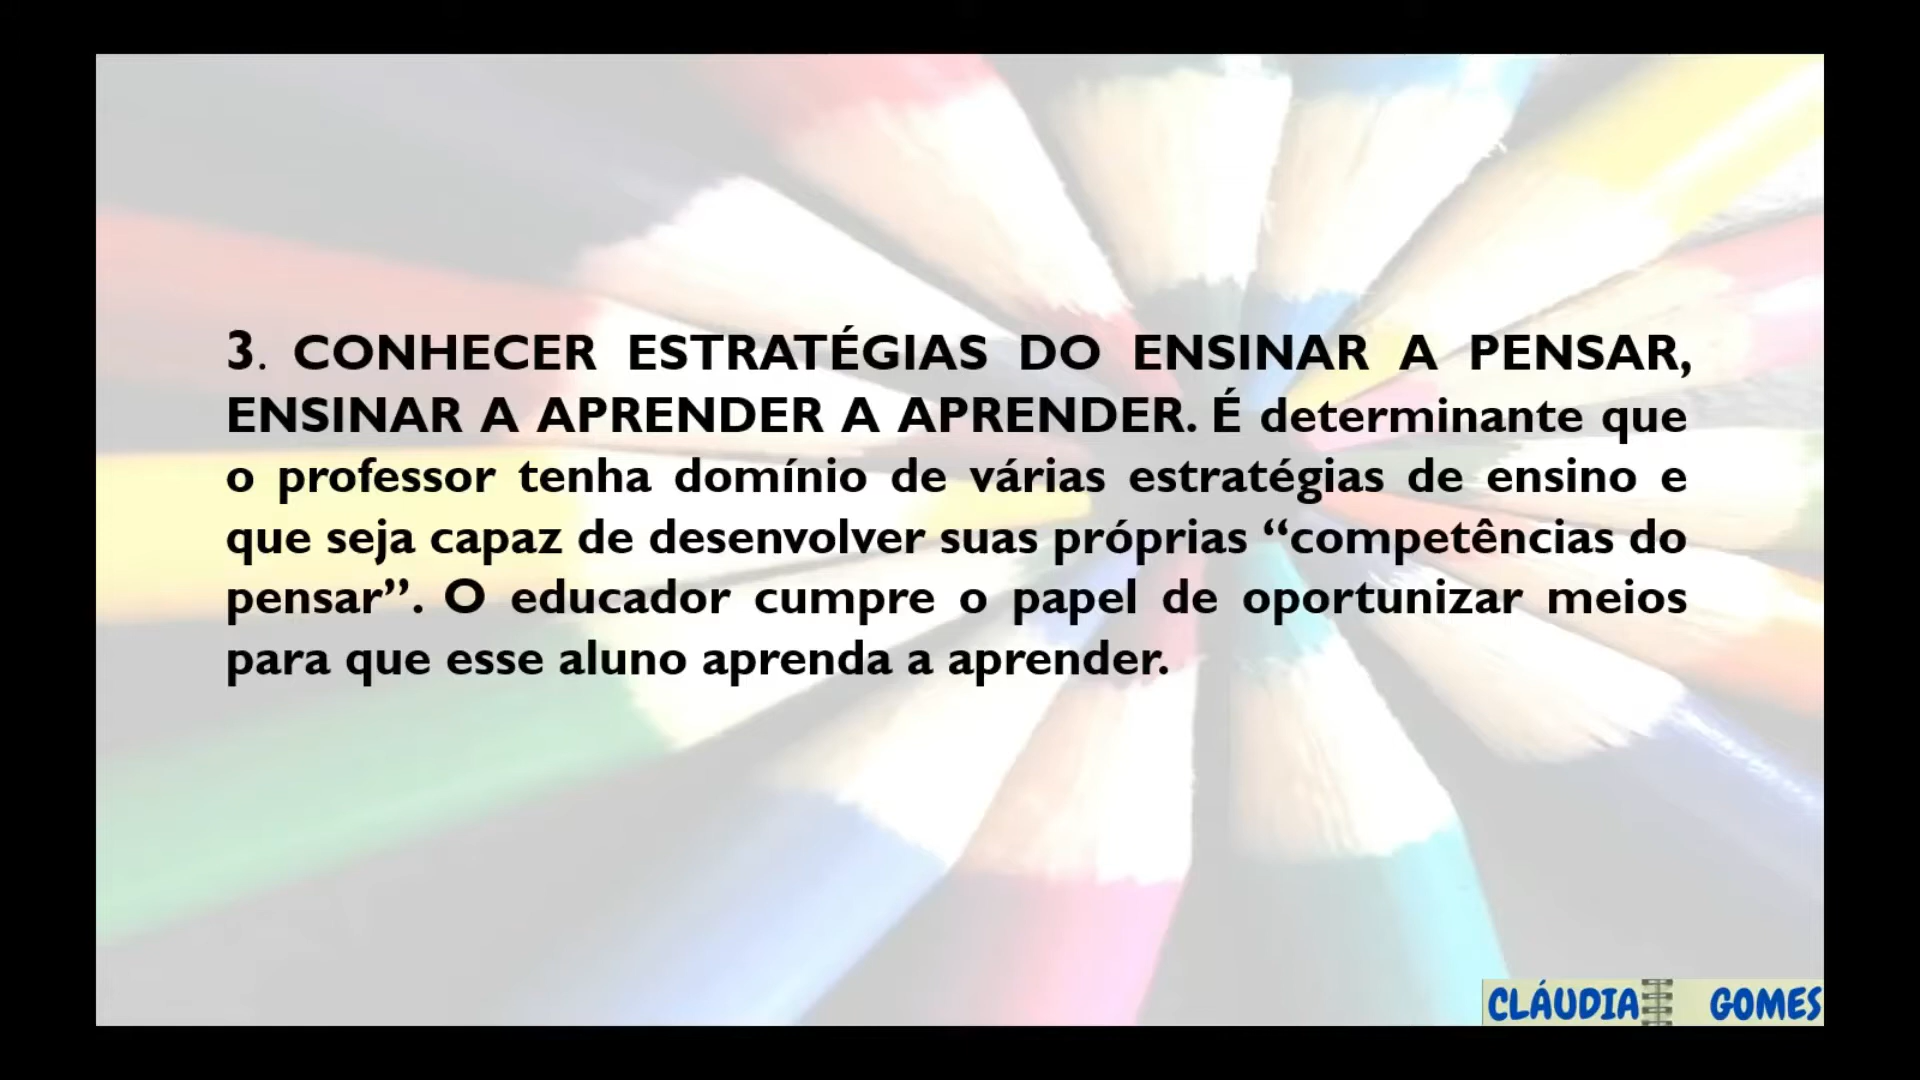 3. CONHECER ESTRATÉGIAS DO ENSINAR A PENSAR,
ENSINAR A APRENDER A APRENDER. É determinante que
o professor tenha domínio de várias estratégias de ensino e
que seja capaz de desenvolver suas próprias “competências do
pensar”. O educador cumpre o papel de oportunizar meios
para que esse aluno aprenda a aprender.
CLÁUDIA GOMES